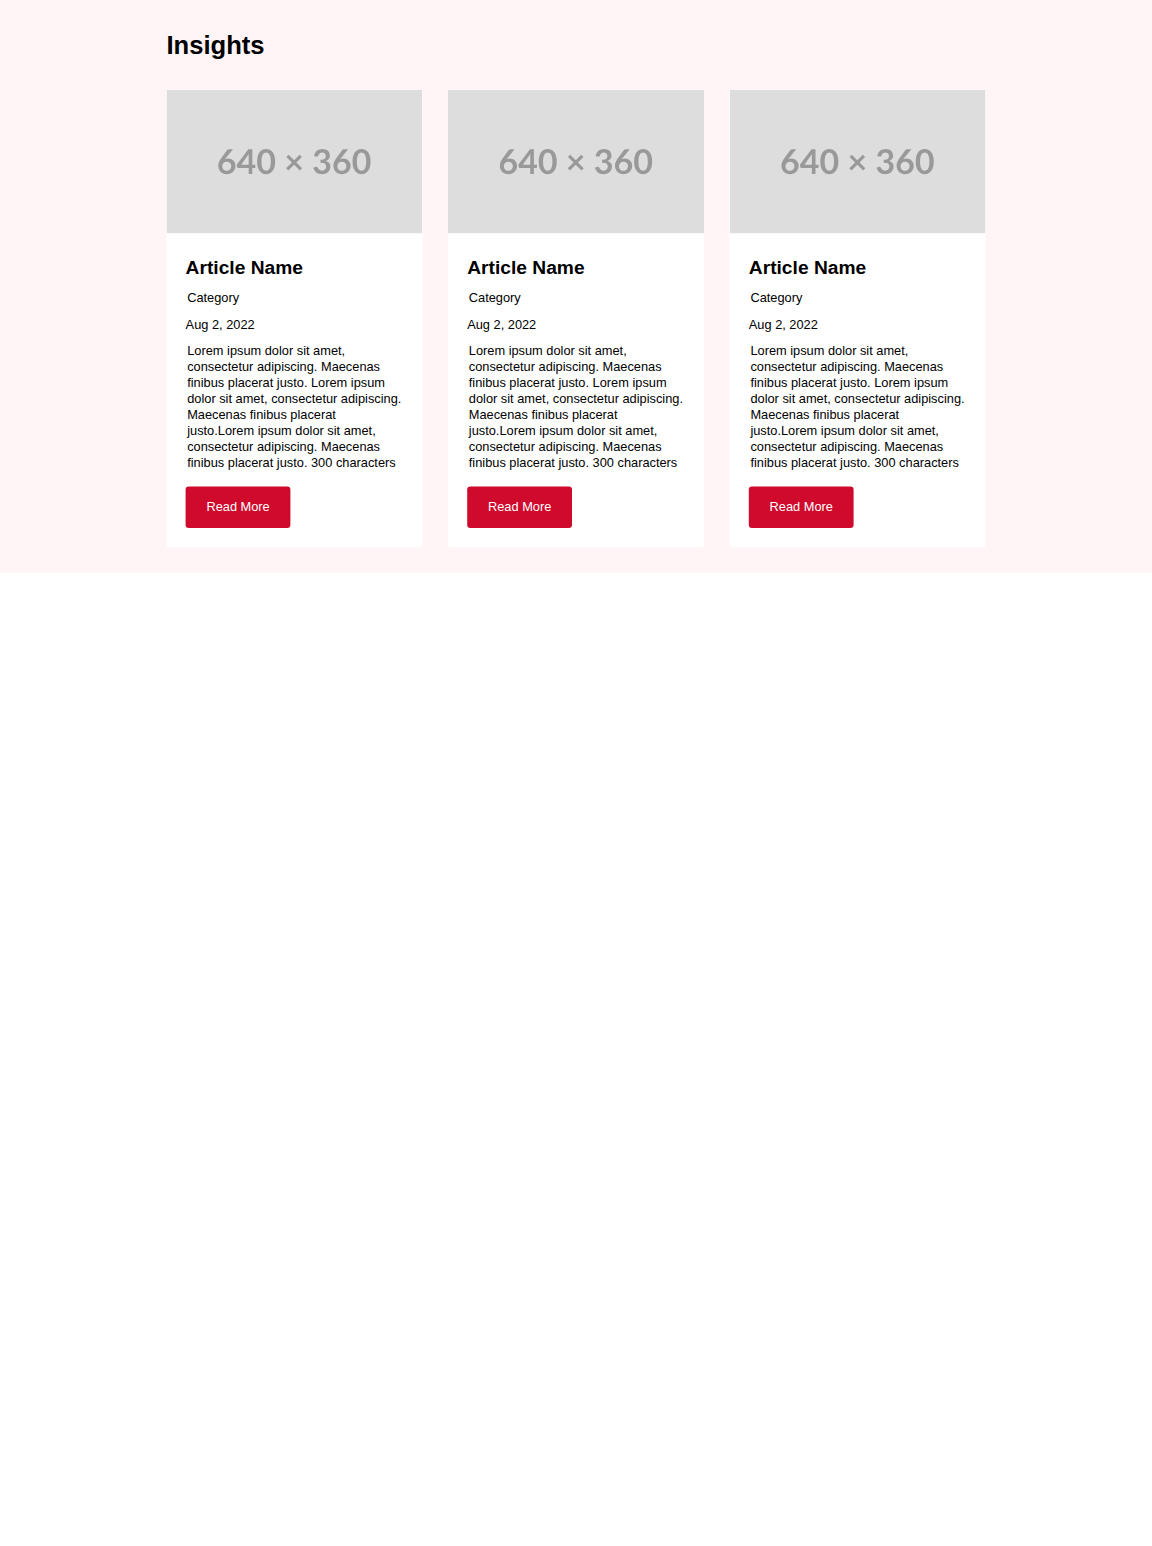 Insights
640 × 360
Article Name
Category
Aug 2, 2022
Lorem ipsum dolor sit amet,
consectetur adipiscing. Maecenas
finibus placerat justo. Lorem ipsum
dolor sit amet, consectetur adipiscing.
Maecenas finibus placerat
justo.Lorem ipsum dolor sit amet,
consectetur adipiscing. Maecenas
finibus placerat justo. 300 characters
Read More
640 × 360
Article Name
Category
Aug 2, 2022
Lorem ipsum dolor sit amet,
consectetur adipiscing. Maecenas
finibus placerat justo. Lorem ipsum
dolor sit amet, consectetur adipiscing.
Maecenas finibus placerat
justo.Lorem ipsum dolor sit amet,
consectetur adipiscing. Maecenas
finibus placerat justo. 300 characters
Read More
640 × 360
Article Name
Category
Aug 2, 2022
Lorem ipsum dolor sit amet,
consectetur adipiscing. Maecenas
finibus placerat justo. Lorem ipsum
dolor sit amet, consectetur adipiscing.
Maecenas finibus placerat
justo.Lorem ipsum dolor sit amet,
consectetur adipiscing. Maecenas
finibus placerat justo. 300 characters
Read More